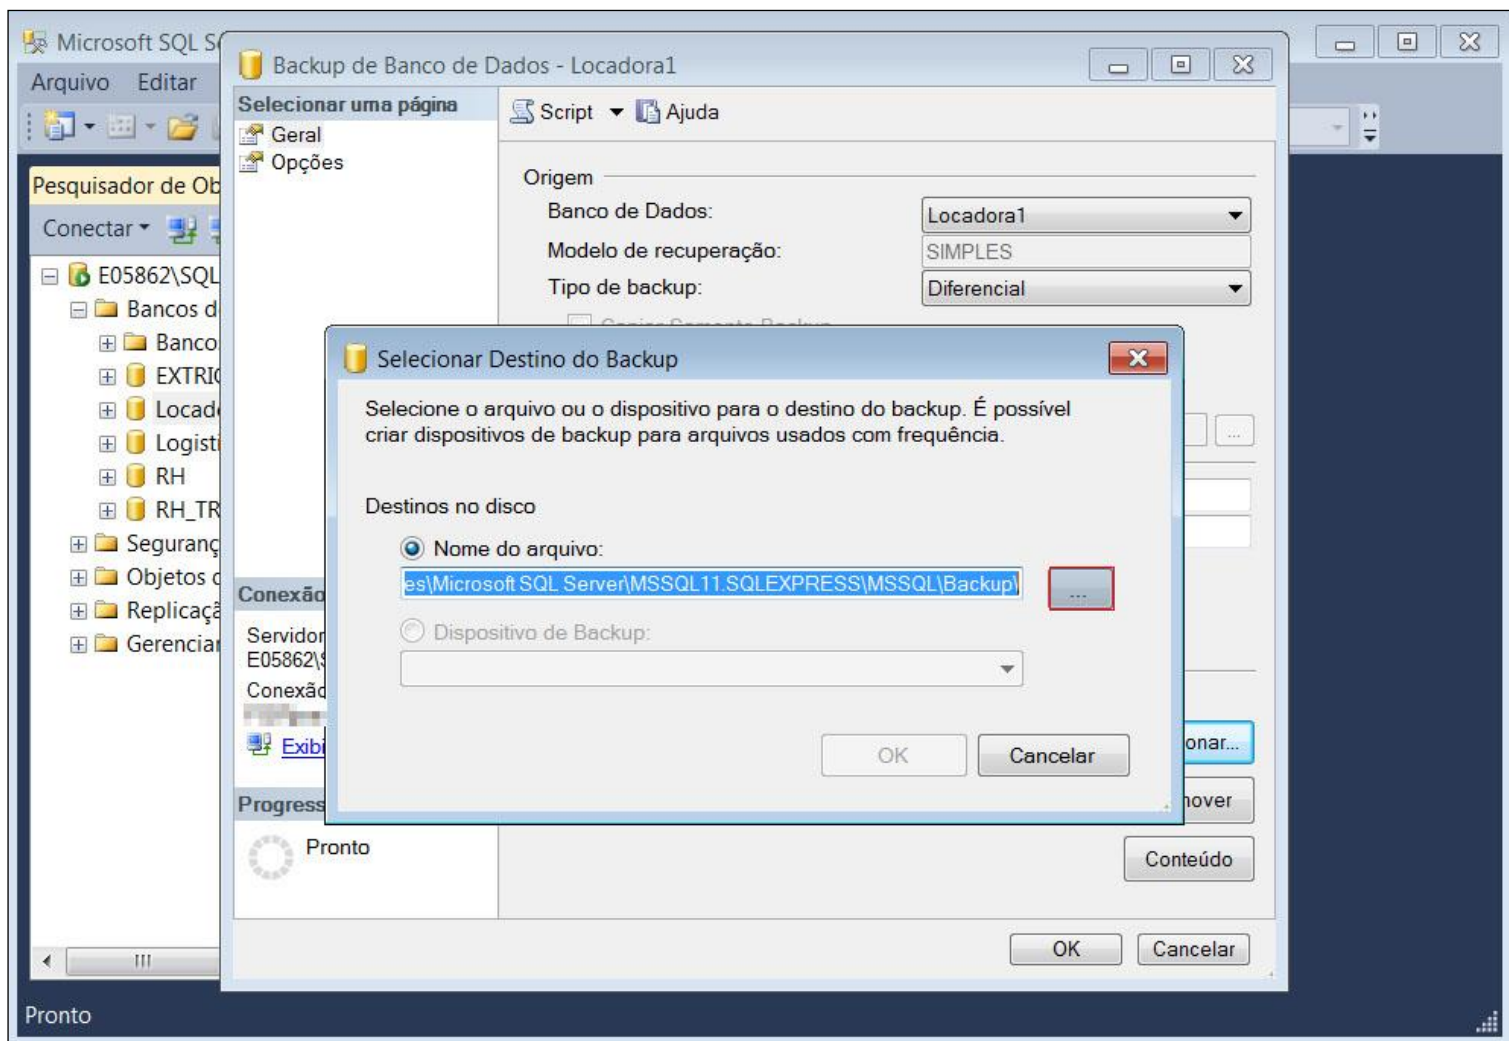 Microsoft SQL S
Arquivo Editar
Pesquisador de Ob
Conectar
E05862\SQL
Bancos d
Banco
EXTRI
Locad
Logisti
RH
RH_TR
Seguranç
Objetos
Replicaçã
Gerenciar
Pronto
Backup de Banco de Dados - Locadora1
Selecionar uma página
Geral
Opções
Script Ajuda
Origem
Banco de Dados:
Locadora1
Modelo de recuperação:
SIMPLES
Tipo de backup:
Diferencial
Conexão
Servidor
E05862\S
Conexão
Exibi
Progress
Pronto
Selecionar Destino do Backup
Selecione o arquivo ou o dispositivo para o destino do backup. É possível
criar dispositivos de backup para arquivos usados com frequência.
Destinos no disco
Nome do arquivo:
es\Microsoft SQL Server\MSSQL11.SQLEXPRESS\MSSQL\Backup\
...
Dispositivo de Backup:
OK Cancelar
...
onar...
nover
Conteúdo
OK Cancelar